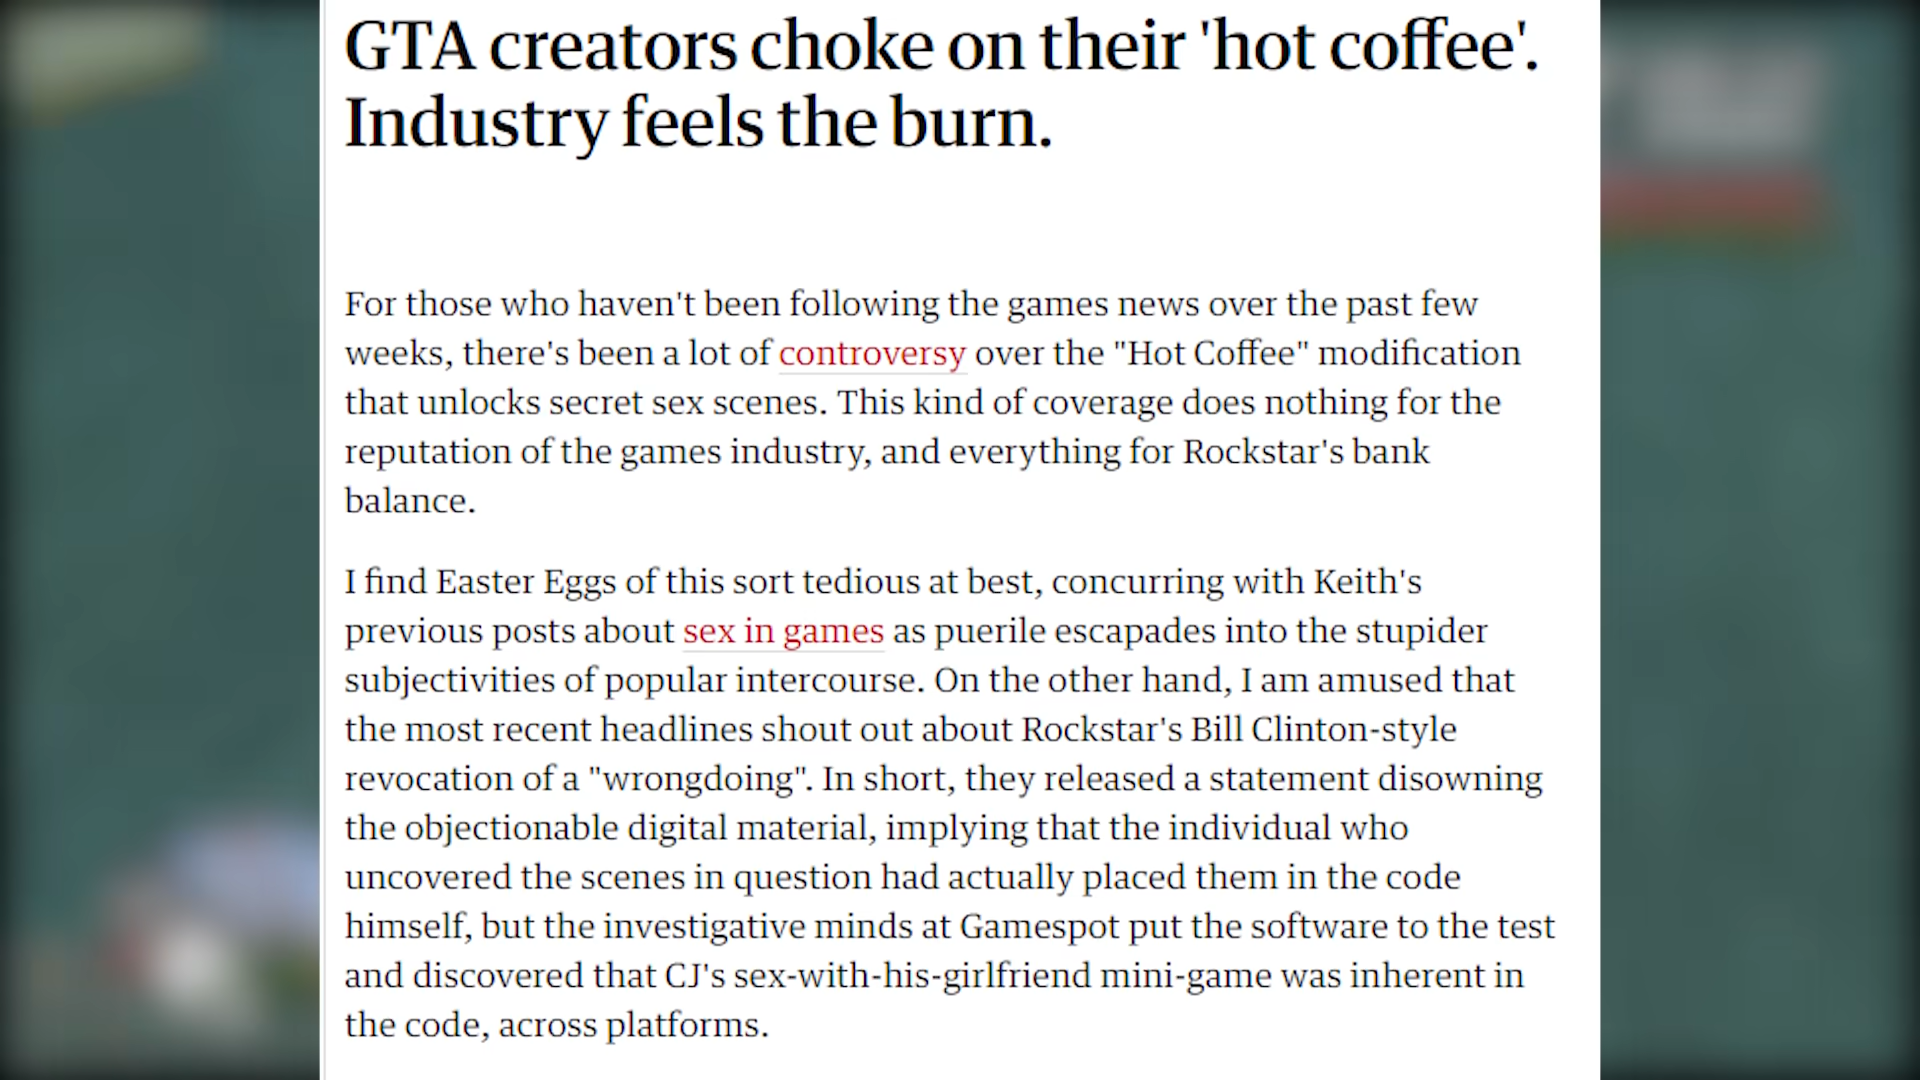 GTA creators choke on their 'hot coffee'.
Industry feels the burn.
For those who haven't been following the games news over the past few
weeks, there's been a lot of controversy over the "Hot Coffee" modification
that unlocks secret sex scenes. This kind of coverage does nothing for the
reputation of the games industry, and everything for Rockstar's bank
balance.
I find Easter Eggs of this sort tedious at best, concurring with Keith's
previous posts about sex in games as puerile escapades into the stupider
subjectivities of popular intercourse. On the other hand, I am amused that
the most recent headlines shout out about Rockstar's Bill Clinton-style
revocation of a "wrongdoing". In short, they released a statement disowning
the objectionable digital material, implying that the individual who
uncovered the scenes in question had actually placed them in the code
himself, but the investigative minds at Gamespot put the software to the test
and discovered that CJ's sex-with-his-girlfriend mini-game was inherent in
the code, across platforms.